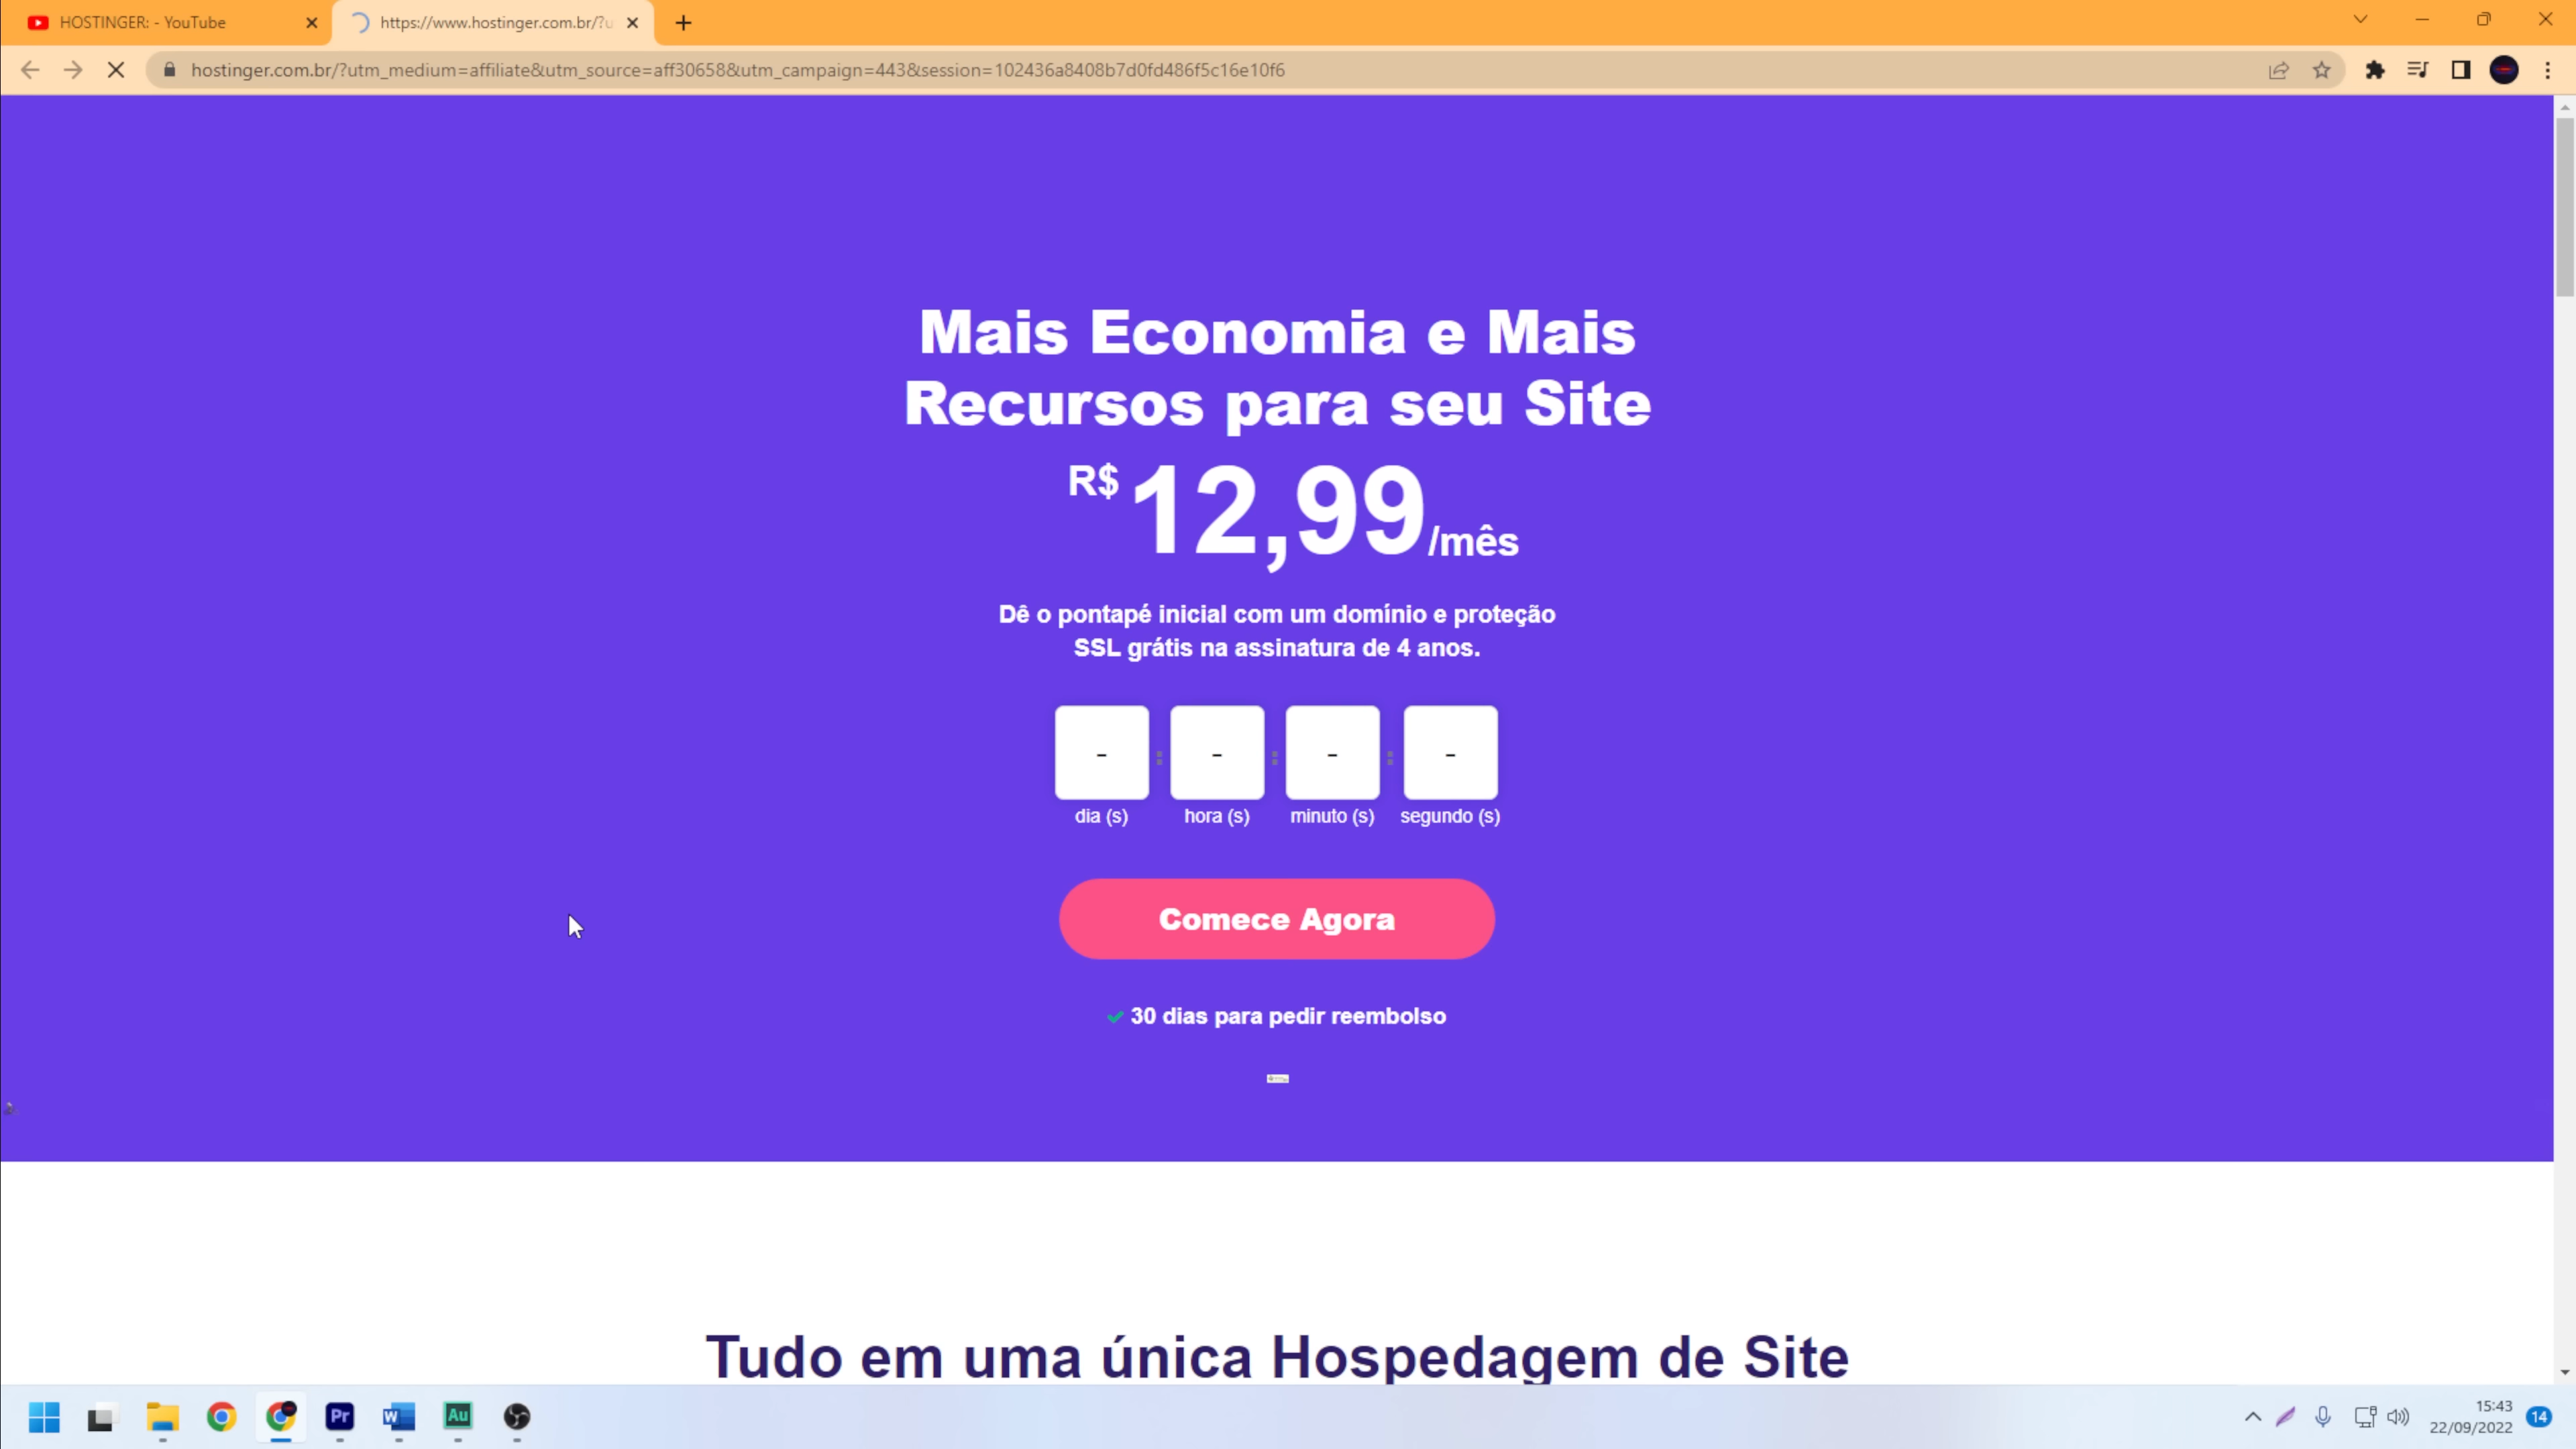 HOSTINGER: - YouTube
https://www.hostinger.com.br/?u
hostinger.com.br/?utm_medium=affiliate&utm_source=aff30658&utm_campaign=443&session=102436a8408b7d0fd486f5c16e10f6
Mais Economia e Mais
Recursos para seu Site
R$ 12,99/mês
Dê o pontapé inicial com um domínio e proteção
SSL grátis na assinatura de 4 anos.
- : - : - : -
dia (s) hora (s) minuto (s) segundo (s)
Comece Agora
30 dias para pedir reembolso
Tudo em uma única Hospedagem de Site
Pr
W
Au
15:43
22/09/2022
14